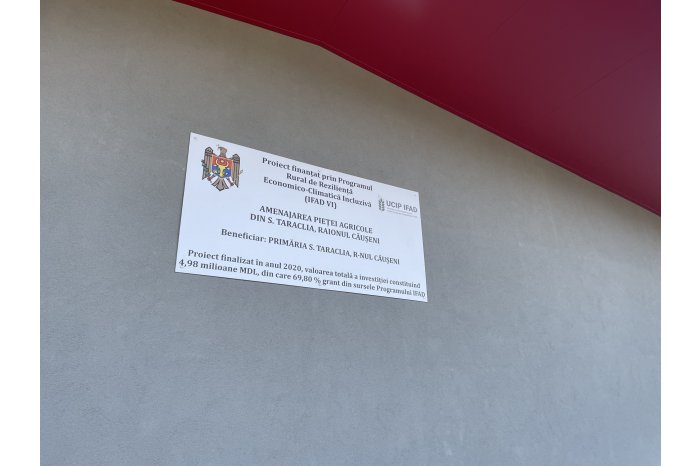 Proiect finanțat prin Programul
Rural de Reziliență
Economico-Climatică Incluzivă
(IFAD VI)
UCIP IFAD
AMENAJAREA PIEȚEI AGRICOLE
DIN S. TARACLIA, RAIONUL CĂUȘENI
Beneficiar: PRIMĂRIA S. TARACLIA, R-NUL CĂUȘENI
Proiect finalizat în anul 2020, valoarea totală a investiției constituind
4,98 milioane MDL, din care 69,80 % grant din sursele Programului IFAD